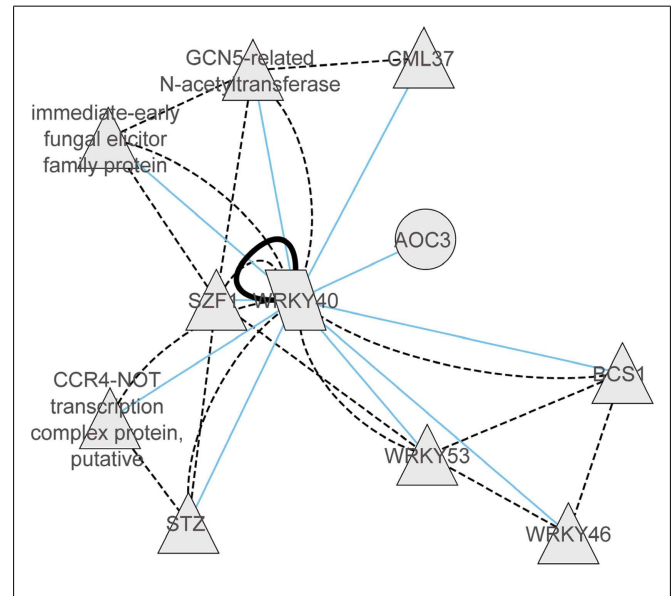 GCN5-related
N-acetyltransferase
CML37
immediate-early
fungal elicitor
family protein
AOC3
SZF1
WRKY40
BCS1
CCR4-NOT
transcription
complex protein,
putative
WRKY53
STZ
WRKY46